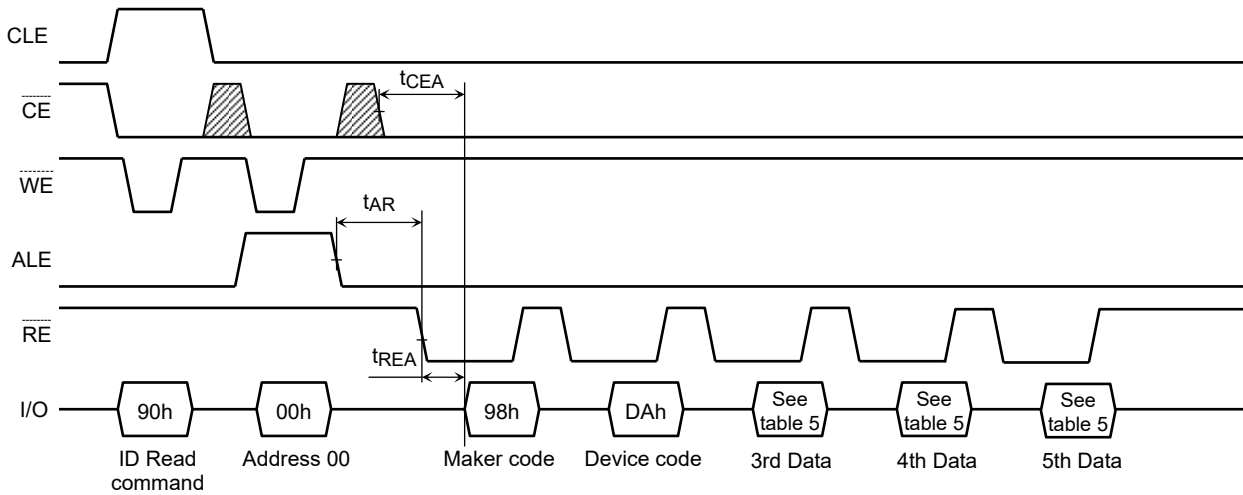 CLE
CE
tCEA
WE
tAR
ALE
RE
tREA
I/O
90h
00h
98h
DAh
See
table 5
See
table 5
See
table 5
ID Read
command
Address 00
Maker code
Device code
3rd Data
4th Data
5th Data